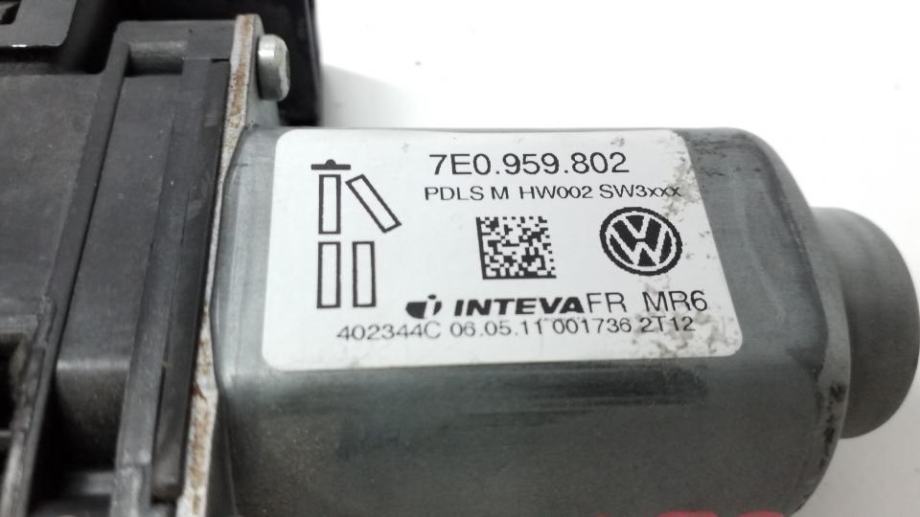 7E0.959.802
PDLS M HW002 SW3xxx
INTEVA FR MR6
402344C 06.05.11 001736 2T12